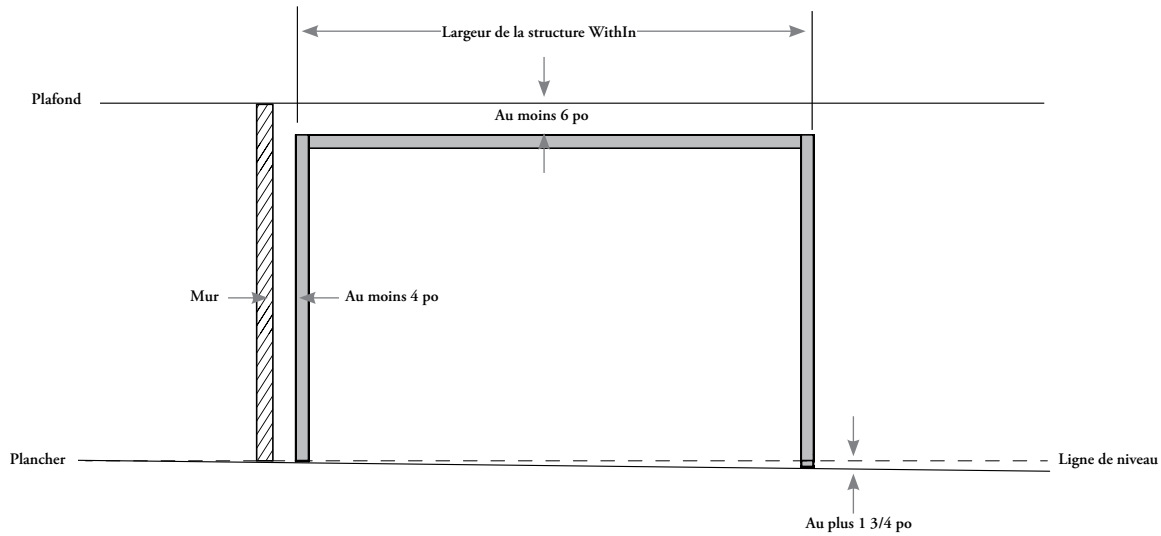 Largeur de la structure WithIn
Plafond
Au moins 6 po
Mur
Au moins 4 po
Plancher
Ligne de niveau
Au plus 1 3/4 po